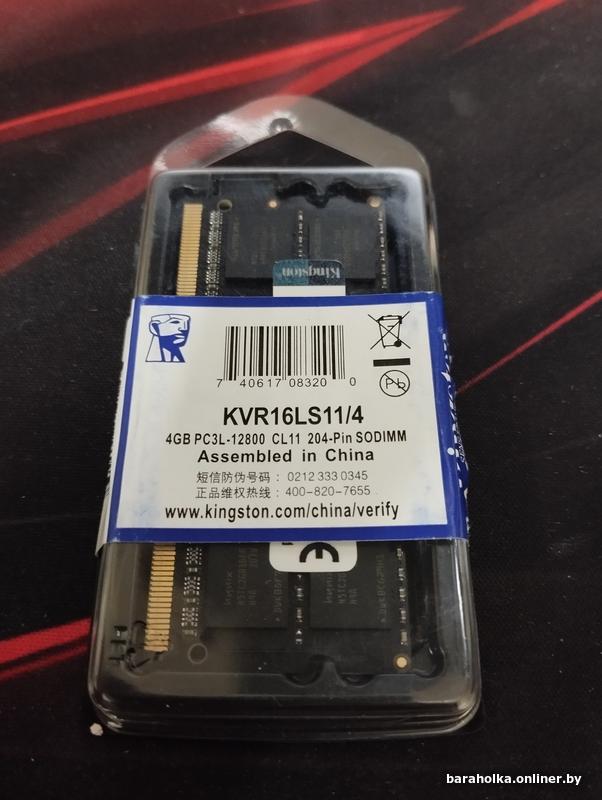 Kingston
7 40617 08320 0
Pb
KVR16LS11/4
4GB PC3L-12800 CL11 204-Pin SODIMM
Assembled in China
短信防伪号码： 0212 333 0345
正品维权热线： 400-820-7655
www.kingston.com/china/verify
CE
baraholka.onliner.by